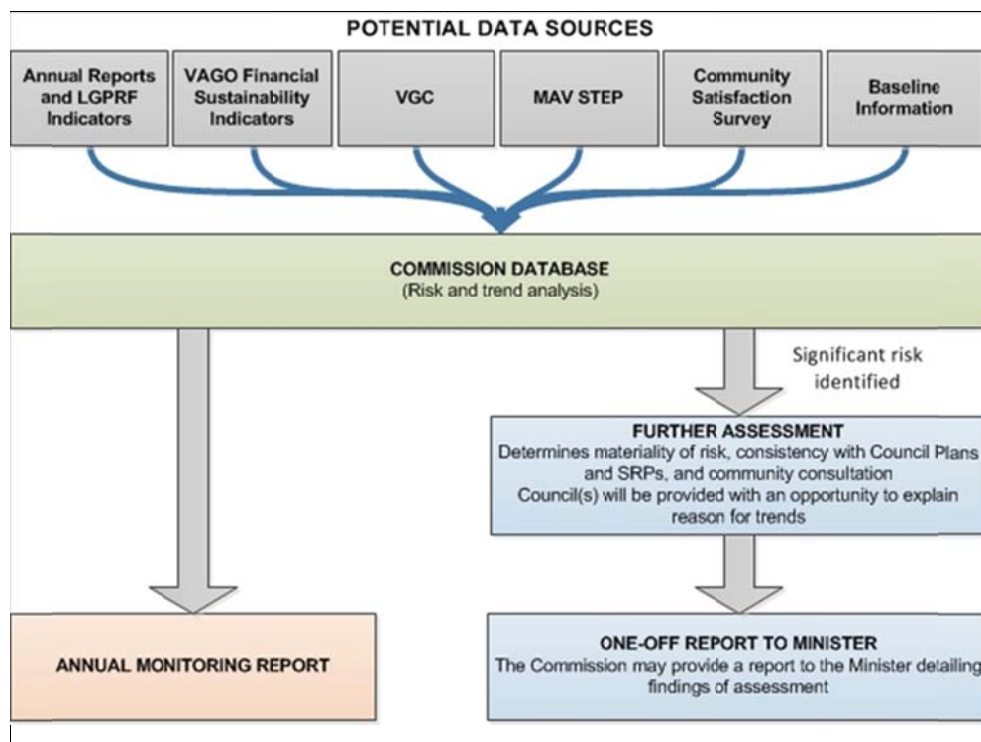 POTENTIAL DATA SOURCES
Annual Reports
and LGPRF
Indicators
VAGO Financial
Sustainability
Indicators
VGC
MAV STEP
Community
Satisfaction
Survey
Baseline
Information
COMMISSION DATABASE
(Risk and trend analysis)
Significant risk
identified
FURTHER ASSESSMENT
Determines materiality of risk, consistency with Council Plans
and SRPs, and community consultation
Council(s) will be provided with an opportunity to explain
reason for trends
ANNUAL MONITORING REPORT
ONE-OFF REPORT TO MINISTER
The Commission may provide a report to the Minister detailing
findings of assessment